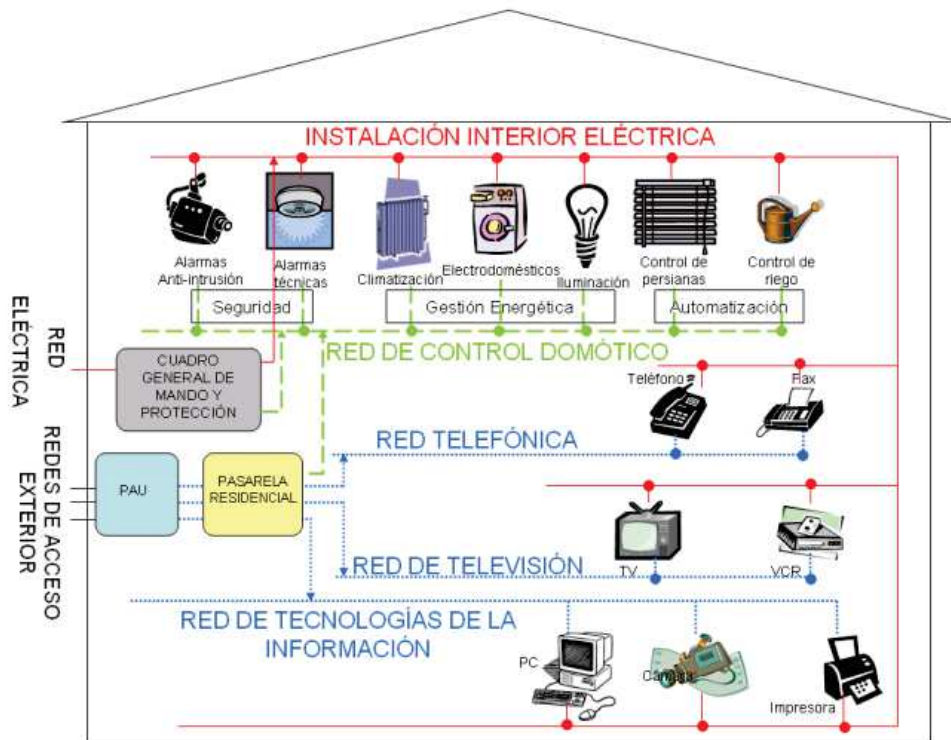 INSTALACIÓN INTERIOR ELÉCTRICA
Alarmas
Anti-intrusión
Alarmas
técnicas
Climatización
Electrodomésticos
Iluminación
Control de
persianas
Control de
riego
Seguridad
Gestión Energética
Automatización
RED DE CONTROL DOMÓTICO
RED
ELÉCTRICA
CUADRO
GENERAL DE
MANDO Y
PROTECCIÓN
Teléfono
Fax
RED TELEFÓNICA
REDES DE ACCESO
EXTERIOR
PAU
PASARELA
RESIDENCIAL
TV
VCR
RED DE TELEVISIÓN
RED DE TECNOLOGÍAS DE LA
INFORMACIÓN
PC
Cámara
Impresora